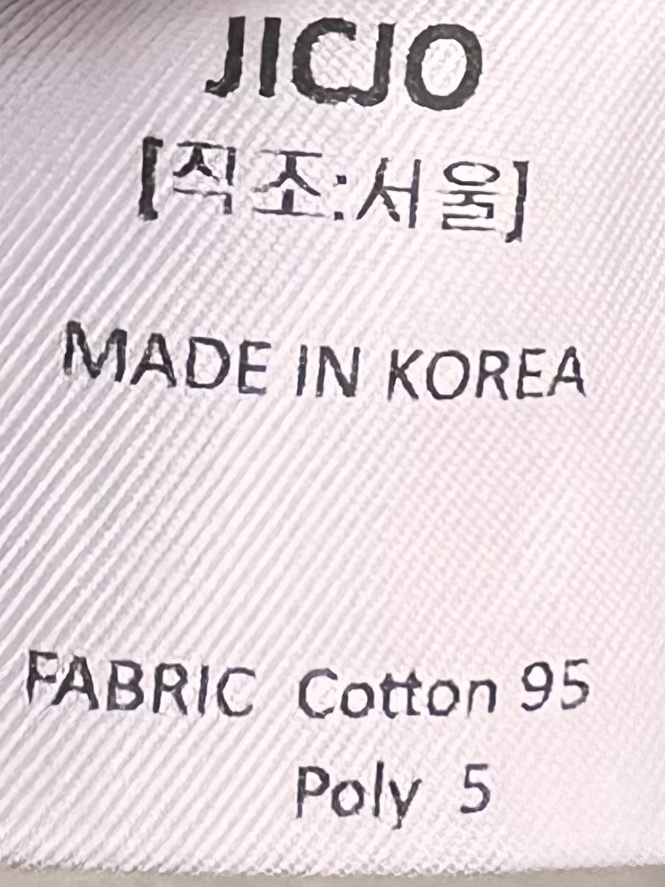 JICJO
[직조:서울]
MADE IN KOREA
FABRIC Cotton 95
Poly 5